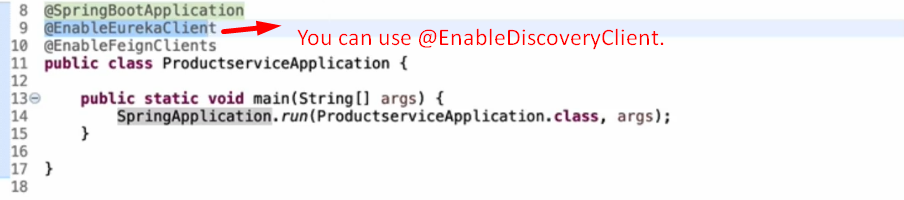 8 @SpringBootApplication
9 @EnableEurekaClient You can use @EnableDiscoveryClient.
10 @EnableFeignClients
11 public class ProductserviceApplication {
12
13 public static void main(String[] args) {
14 SpringApplication.run(ProductserviceApplication.class, args);
15 }
16
17 }
18